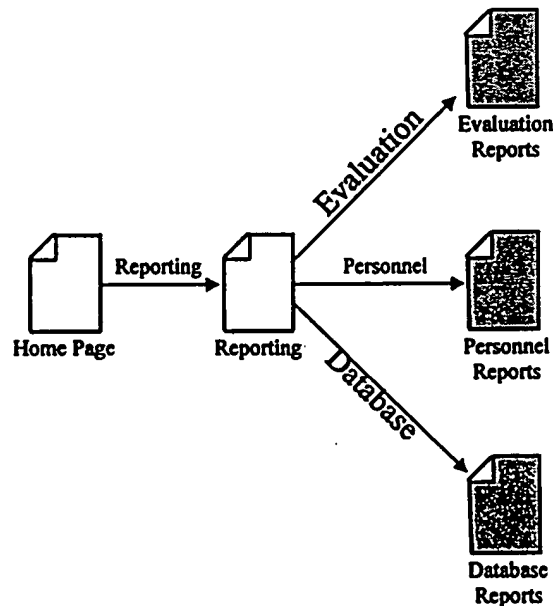 Evaluation
Reports
Evaluation
Reporting
Personnel
Home Page
Reporting
Personnel
Reports
Database
Database
Reports